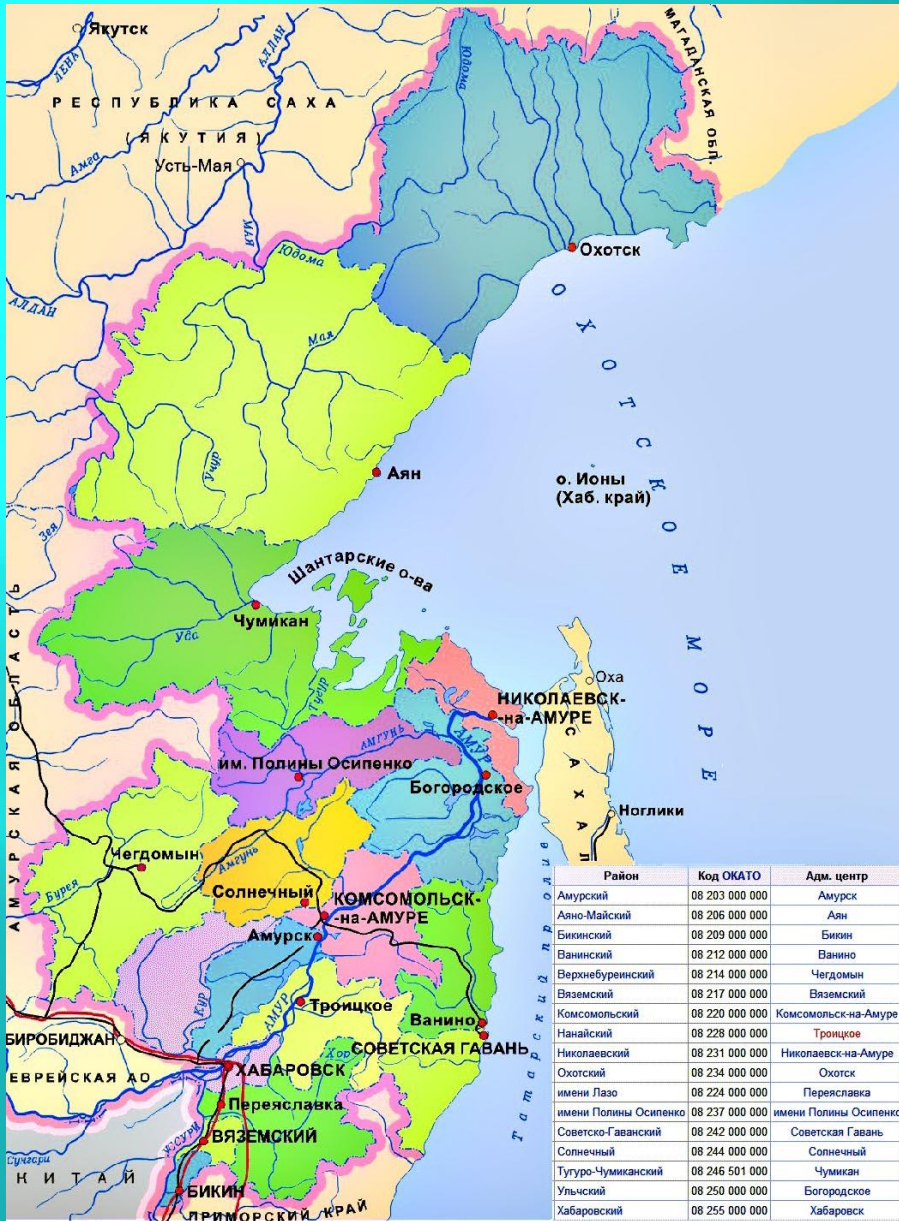 Якутск
ЛЕНА
АЛДАН
РЕСПУБЛИКА САХА
(ЯКУТИЯ)
Амга
Усть-Мая
МАЯ
АЛДАН
Юдома
МАГАДАНСКАЯ ОБЛ.
Юдома
Охотск
Мая
Учур
Аян
о. Ионы
(Хаб. край)
ОХОТСКОЕ МОРЕ
Зея
Шантарские о-ва
Чумикан
Уда
Тугур
АМУРСКАЯ ОБЛАСТЬ
Оха
НИКОЛАЕВСК-
-на-АМУРЕ
АМГУНЬ
АМУР
им. Полины Осипенко
Богородское
САХАЛ
Ноглики
Чегдомын
Амгунь
Бурея
Солнечный
КОМСОМОЛЬСК-
-на-АМУРЕ
Амурск
Кур
АМУР
Троицкое
Ванино
СОВЕТСКАЯ ГАВАНЬ
БИРОБИДЖАН
ЕВРЕЙСКАЯ АО
ХАБАРОВСК
Хор
Переяславка
УССУРИ
ВЯЗЕМСКИЙ
Сунгари
КИТАЙ
БИКИН
ПРИМОРСКИЙ КРАЙ
Татарский пролив
Район Код ОКАТО Адм. центр
Амурский 08 203 000 000 Амурск
Аяно-Майский 08 206 000 000 Аян
Бикинский 08 209 000 000 Бикин
Ванинский 08 212 000 000 Ванино
Верхнебуреинский 08 214 000 000 Чегдомын
Вяземский 08 217 000 000 Вяземский
Комсомольский 08 220 000 000 Комсомольск-на-Амуре
Нанайский 08 228 000 000 Троицкое
Николаевский 08 231 000 000 Николаевск-на-Амуре
Охотский 08 234 000 000 Охотск
имени Лазо 08 224 000 000 Переяславка
имени Полины Осипенко 08 237 000 000 имени Полины Осипенко
Советско-Гаванский 08 242 000 000 Советская Гавань
Солнечный 08 244 000 000 Солнечный
Тугуро-Чумиканский 08 246 501 000 Чумикан
Ульчский 08 250 000 000 Богородское
Хабаровский 08 255 000 000 Хабаровск